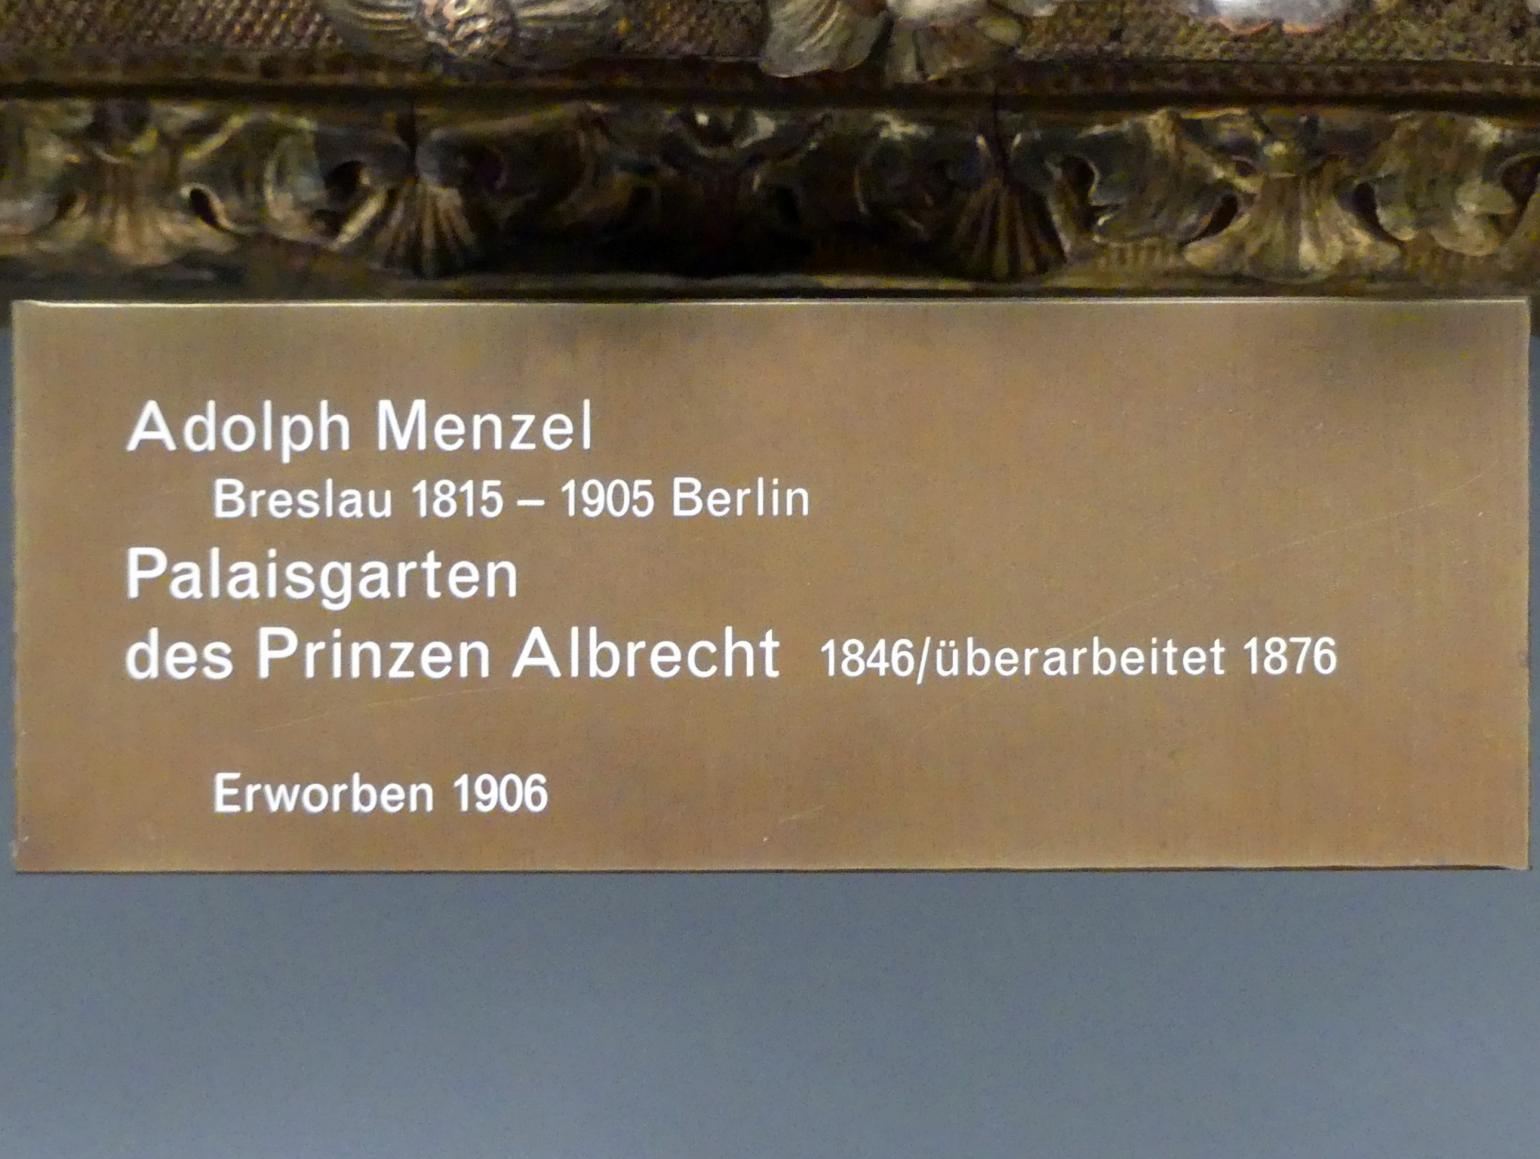 Adolph Menzel
Breslau 1815 – 1905 Berlin
Palaisgarten
des Prinzen Albrecht 1846/überarbeitet 1876
Erworben 1906